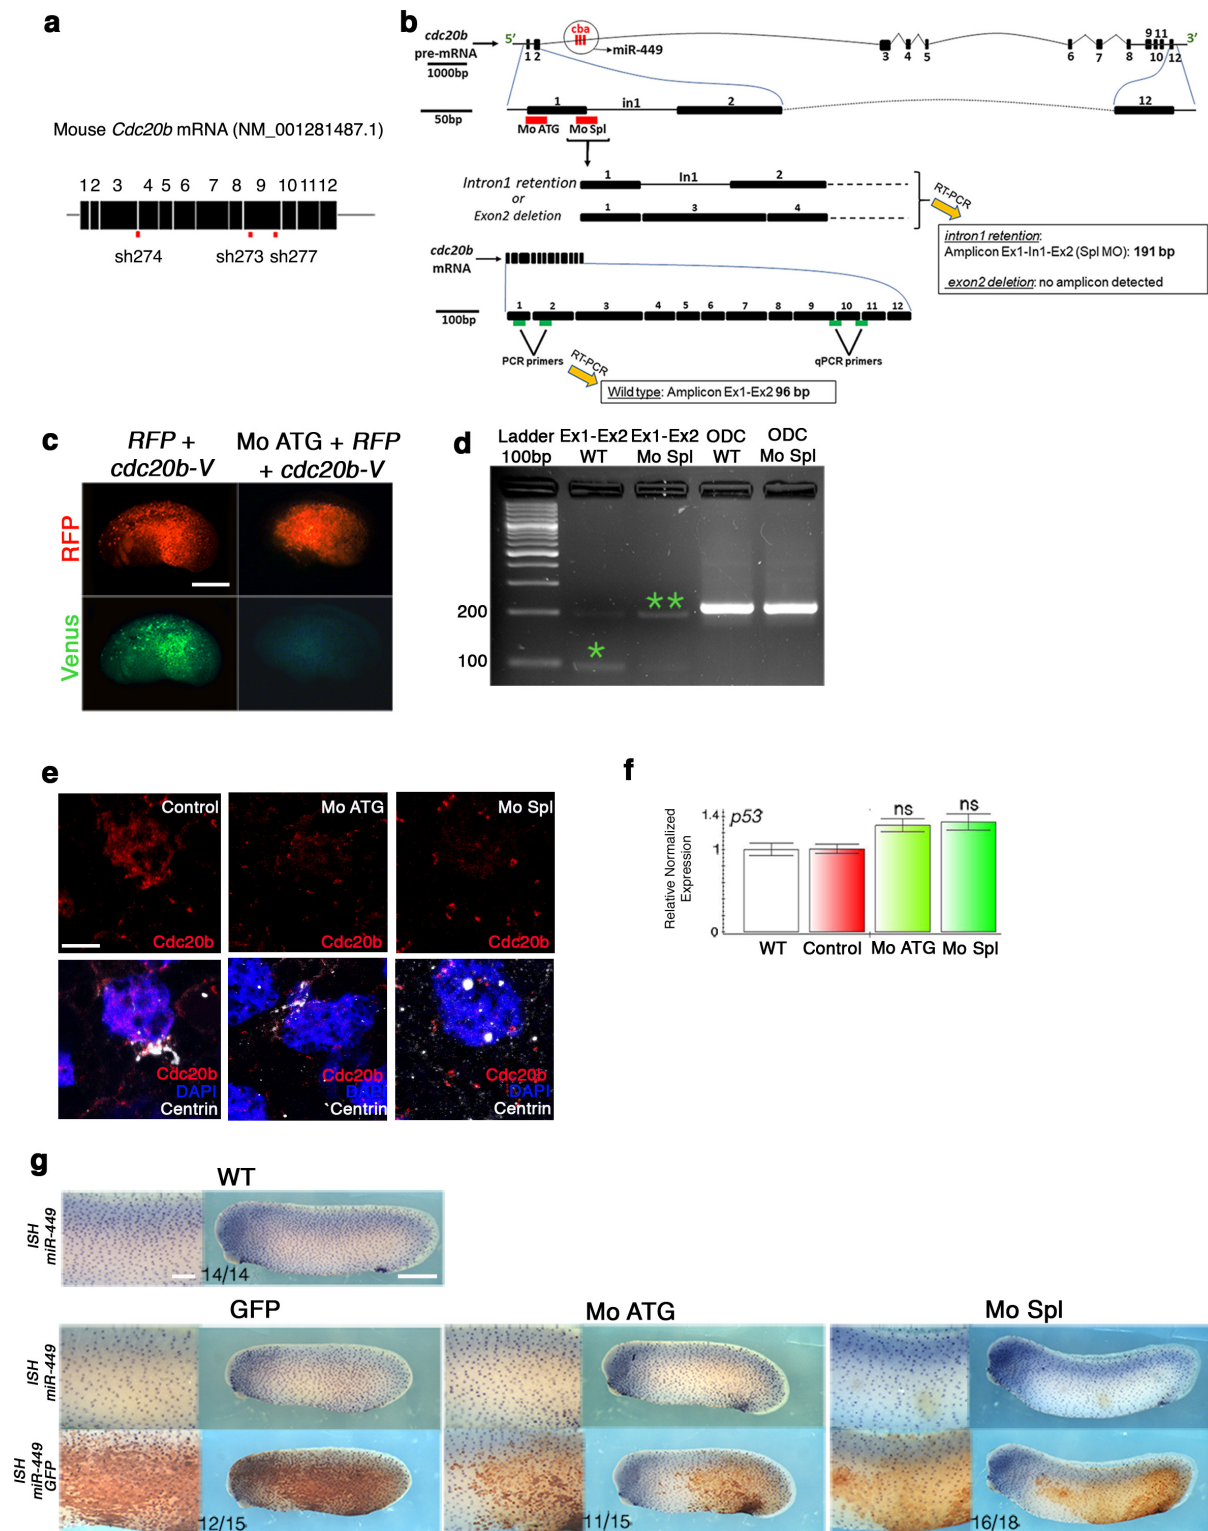 a
Mouse Cdc20b mRNA (NM_001281487.1)
1 2 3 4 5 6 7 8 9 10 11 12
sh274 sh273 sh277
b
cdc20b pre-mRNA
5' 3'
cba
miR-449
1 2 3 4 5 6 7 8 9 10 11 12
1000bp
50bp
1 in1 2 12
Mo ATG Mo Spl
Intron1 retention
or
Exon2 deletion
1 In1 2
1 3 4
RT-PCR
intron1 retention:
Amplicon Ex1-In1-Ex2 (Spl MO): 191 bp
exon2 deletion: no amplicon detected
cdc20b
mRNA
100bp
1 2 3 4 5 6 7 8 9 10 11 12
PCR primers
qPCR primers
RT-PCR
Wild type: Amplicon Ex1-Ex2 96 bp
c
RFP + cdc20b-V
Mo ATG + RFP + cdc20b-V
RFP
Venus
d
Ladder 100bp
Ex1-Ex2 WT
Ex1-Ex2 Mo Spl
ODC WT
ODC Mo Spl
200
**
*
100
e
Control Mo ATG Mo Spl
Cdc20b Cdc20b Cdc20b
Cdc20b Cdc20b Cdc20b
DAPI DAPI DAPI
Centrin Centrin Centrin
f
Relative Normalized
Expression
p53
1.4
1
0
ns ns
WT Control Mo ATG Mo Spl
g
WT
ISH
miR-449
14/14
GFP Mo ATG Mo Spl
ISH
miR-449
ISH
miR-449
GFP
12/15 11/15 16/18